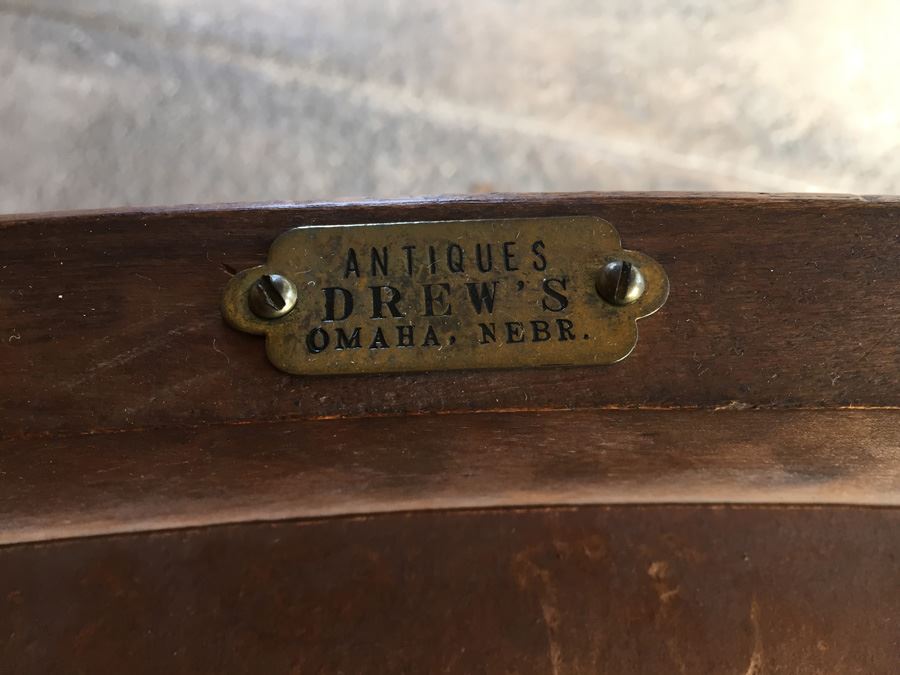 ANTIQUES
DREW'S
OMAHA, NEBR.